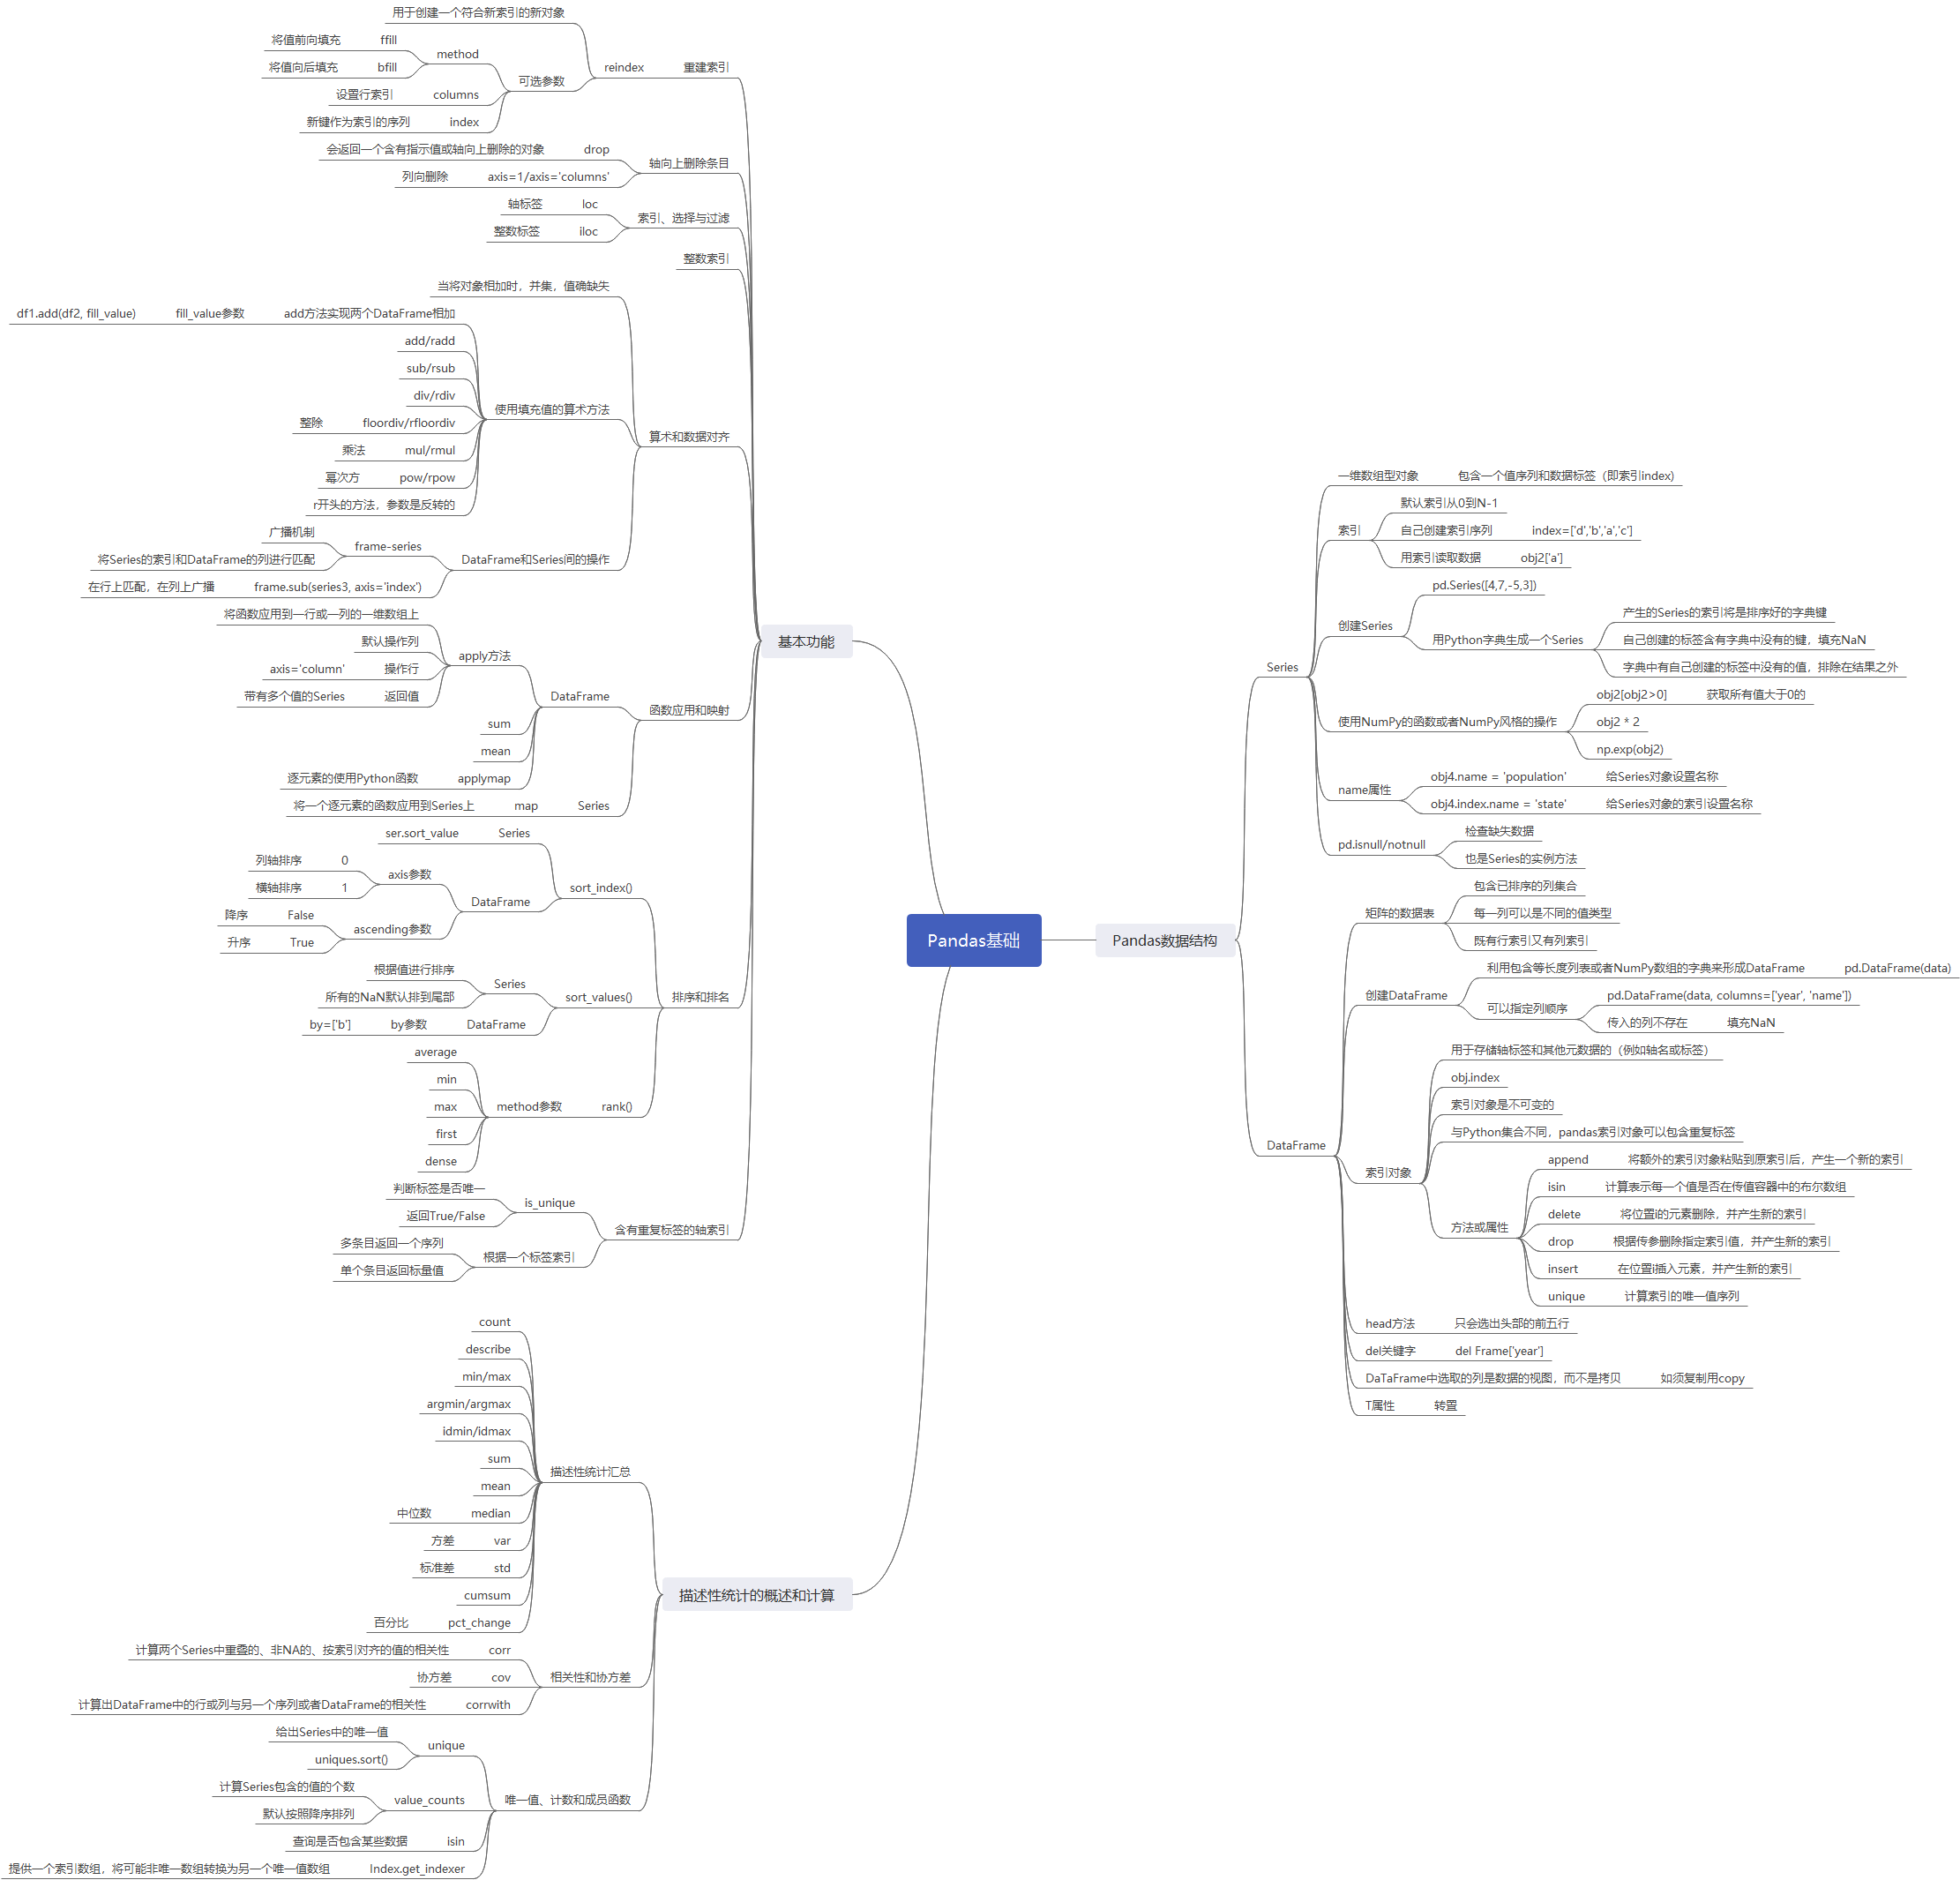 Pandas基础
基本功能
重建索引
reindex
用于创建一个符合新索引的新对象
可选参数
method
ffill
将值前向填充
bfill
将值向后填充
columns
设置行索引
index
新键作为索引的序列
轴向上删除条目
drop
会返回一个含有指示值或轴向上删除的对象
axis=1/axis='columns'
列向删除
索引、选择与过滤
loc
轴标签
iloc
整数标签
整数索引
算术和数据对齐
当将对象相加时，并集，值确缺失
使用填充值的算术方法
add方法实现两个DataFrame相加
fill_value参数
df1.add(df2, fill_value)
add/radd
sub/rsub
div/rdiv
floordiv/rfloordiv
整除
mul/rmul
乘法
pow/rpow
幂次方
r开头的方法，参数是反转的
DataFrame和Series间的操作
frame-series
广播机制
将Series的索引和DataFrame的列进行匹配
frame.sub(series3, axis='index')
在行上匹配，在列上广播
函数应用和映射
DataFrame
apply方法
将函数应用到一行或一列的一维数组上
默认操作列
操作行
axis='column'
返回值
带有多个值的Series
sum
mean
applymap
逐元素的使用Python函数
Series
map
将一个逐元素的函数应用到Series上
排序和排名
sort_index()
Series
ser.sort_value
DataFrame
axis参数
0
列轴排序
1
横轴排序
ascending参数
False
降序
True
升序
sort_values()
Series
根据值进行排序
所有的NaN默认排到尾部
DataFrame
by参数
by=['b']
rank()
method参数
average
min
max
first
dense
含有重复标签的轴索引
is_unique
判断标签是否唯一
返回True/False
根据一个标签索引
多条目返回一个序列
单个条目返回标量值
描述性统计的概述和计算
描述性统计汇总
count
describe
min/max
argmin/argmax
idmin/idmax
sum
mean
median
中位数
var
方差
std
标准差
cumsum
pct_change
百分比
相关性和协方差
corr
计算两个Series中重叠的、非NA的、按索引对齐的值的相关性
cov
协方差
corrwith
计算出DataFrame中的行或列与另一个序列或者DataFrame的相关性
唯一值、计数和成员函数
unique
给出Series中的唯一值
uniques.sort()
value_counts
计算Series包含的值的个数
默认按照降序排列
isin
查询是否包含某些数据
Index.get_indexer
提供一个索引数组，将可能非唯一数组转换为另一个唯一值数组
Pandas数据结构
Series
一维数组型对象
包含一个值序列和数据标签（即索引index)
索引
默认索引从0到N-1
自己创建索引序列
index=['d','b','a','c']
用索引读取数据
obj2['a']
创建Series
pd.Series([4,7,-5,3])
用Python字典生成一个Series
产生的Series的索引将是排序好的字典键
自己创建的标签含有字典中没有的键，填充NaN
字典中有自己创建的标签中没有的值，排除在结果之外
使用NumPy的函数或者NumPy风格的操作
obj2[obj2>0]
获取所有值大于0的
obj2 * 2
np.exp(obj2)
name属性
obj4.name = 'population'
给Series对象设置名称
obj4.index.name = 'state'
给Series对象的索引设置名称
pd.isnull/notnull
检查缺失数据
也是Series的实例方法
DataFrame
矩阵的数据表
包含已排序的列集合
每一列可以是不同的值类型
既有行索引又有列索引
创建DataFrame
利用包含等长度列表或者NumPy数组的字典来形成DataFrame
pd.DataFrame(data)
可以指定列顺序
pd.DataFrame(data, columns=['year', 'name'])
传入的列不存在
填充NaN
索引对象
用于存储轴标签和其他元数据的（例如轴名或标签）
obj.index
索引对象是不可变的
与Python集合不同，pandas索引对象可以包含重复标签
方法或属性
append
将额外的索引对象粘贴到原索引后，产生一个新的索引
isin
计算表示每一个值是否在传值容器中的布尔数组
delete
将位置i的元素删除，并产生新的索引
drop
根据传参删除指定索引值，并产生新的索引
insert
在位置i插入元素，并产生新的索引
unique
计算索引的唯一值序列
head方法
只会选出头部的前五行
del关键字
del Frame['year']
DaTaFrame中选取的列是数据的视图，而不是拷贝
如须复制用copy
T属性
转置